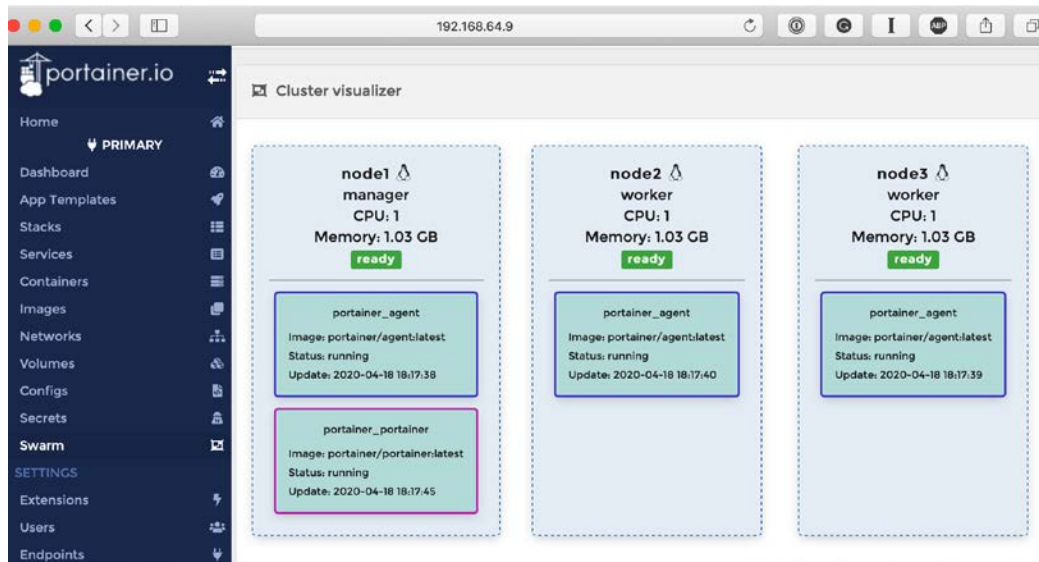 192.168.64.9
ABP
portainer.io
Cluster visualizer
Home
PRIMARY
Dashboard
App Templates
Stacks
Services
Containers
Images
Networks
Volumes
Configs
Secrets
Swarm
SETTINGS
Extensions
Users
Endpoints
node1
manager
CPU: 1
Memory: 1.03 GB
ready
portainer_agent
Image: portainer/agent:latest
Status: running
Update: 2020-04-18 18:17:38
portainer_portainer
Image: portainer/portainer:latest
Status: running
Update: 2020-04-18 18:17:45
node2
worker
CPU: 1
Memory: 1.03 GB
ready
portainer_agent
Image: portainer/agent:latest
Status: running
Update: 2020-04-18 18:17:40
node3
worker
CPU: 1
Memory: 1.03 GB
ready
portainer_agent
Image: portainer/agent:latest
Status: running
Update: 2020-04-18 18:17:39